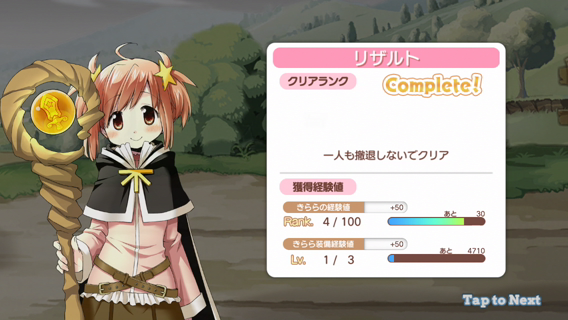 リザルト
クリアランク
Complete!
一人も撤退しないでクリア
獲得経験値
きららの経験値 +50
Rank. 4 / 100 あと 30
きらら装備経験値 +50
Lv. 1 / 3 あと 4710
Tap to Next